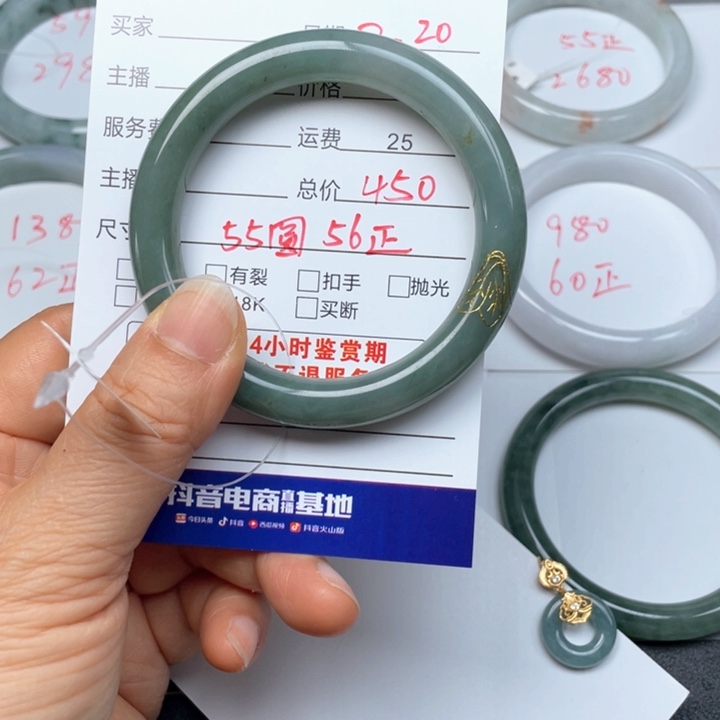 买家
20
主播
价格
服务费
运费 25
主播
总价 450
尺寸 55圆 56正
有裂 扣手 抛光
18K 买断
4小时鉴赏期
不退服务
抖音电商直播基地
今日头条 抖音 西瓜视频 抖音火山版
298
138
62正
55正
2680
980
60正